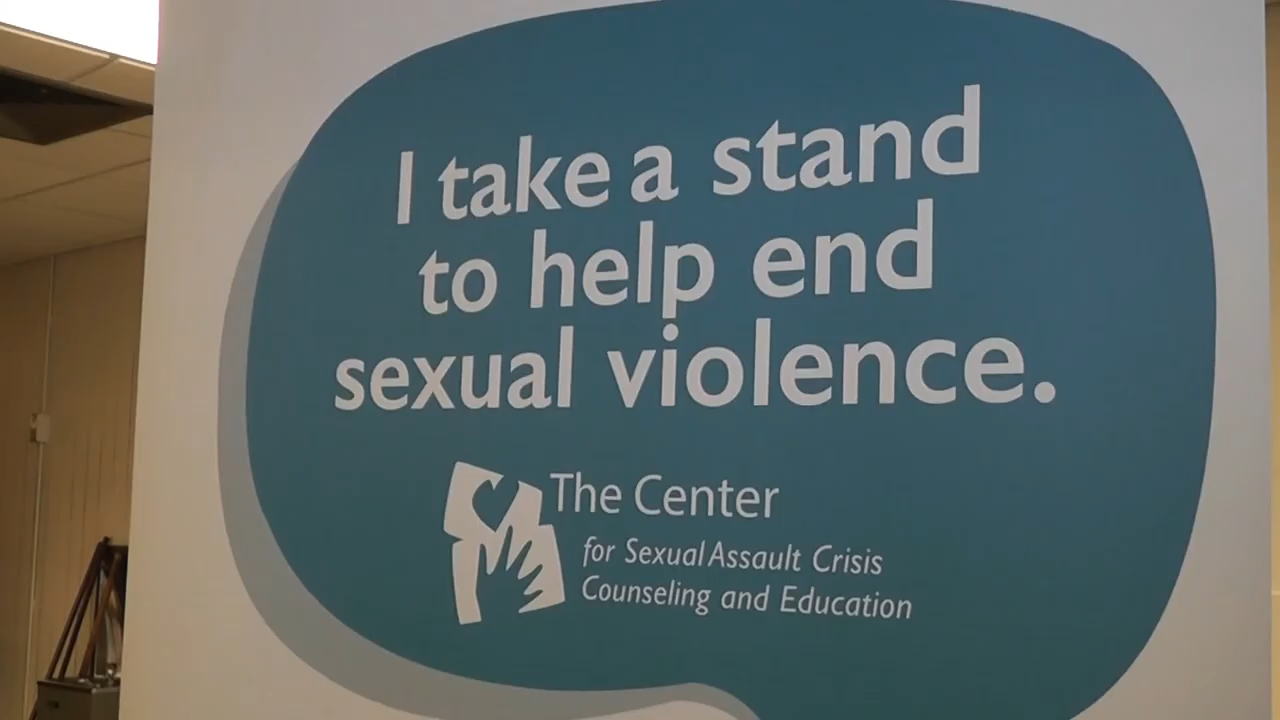 I take a stand
to help end
sexual violence.
The Center
for Sexual Assault Crisis
Counseling and Education